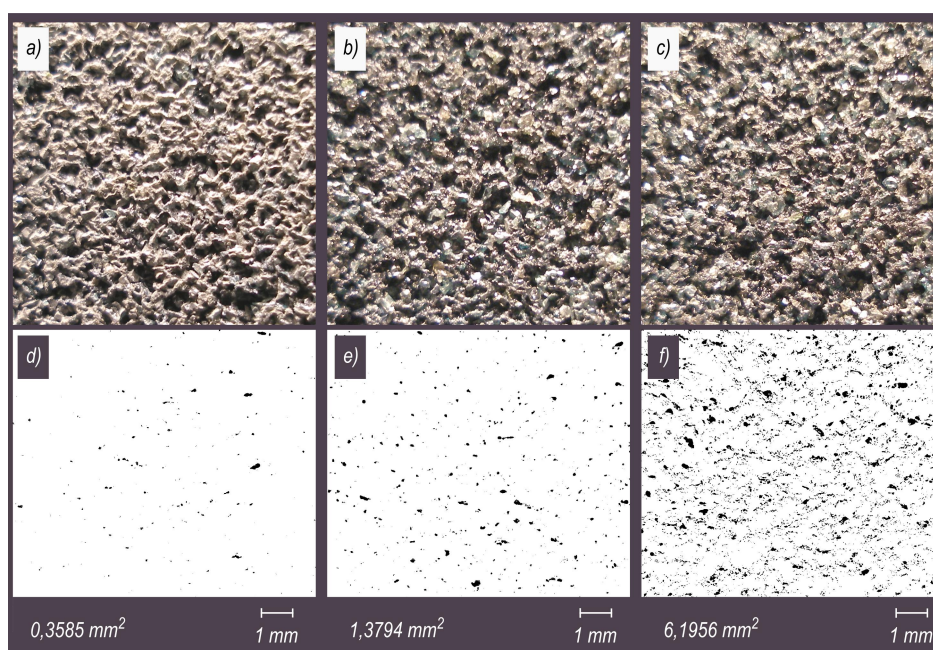 a)
b)
c)
d)
e)
f)
0,3585 mm²
1 mm
1,3794 mm²
1 mm
6,1956 mm²
1 mm